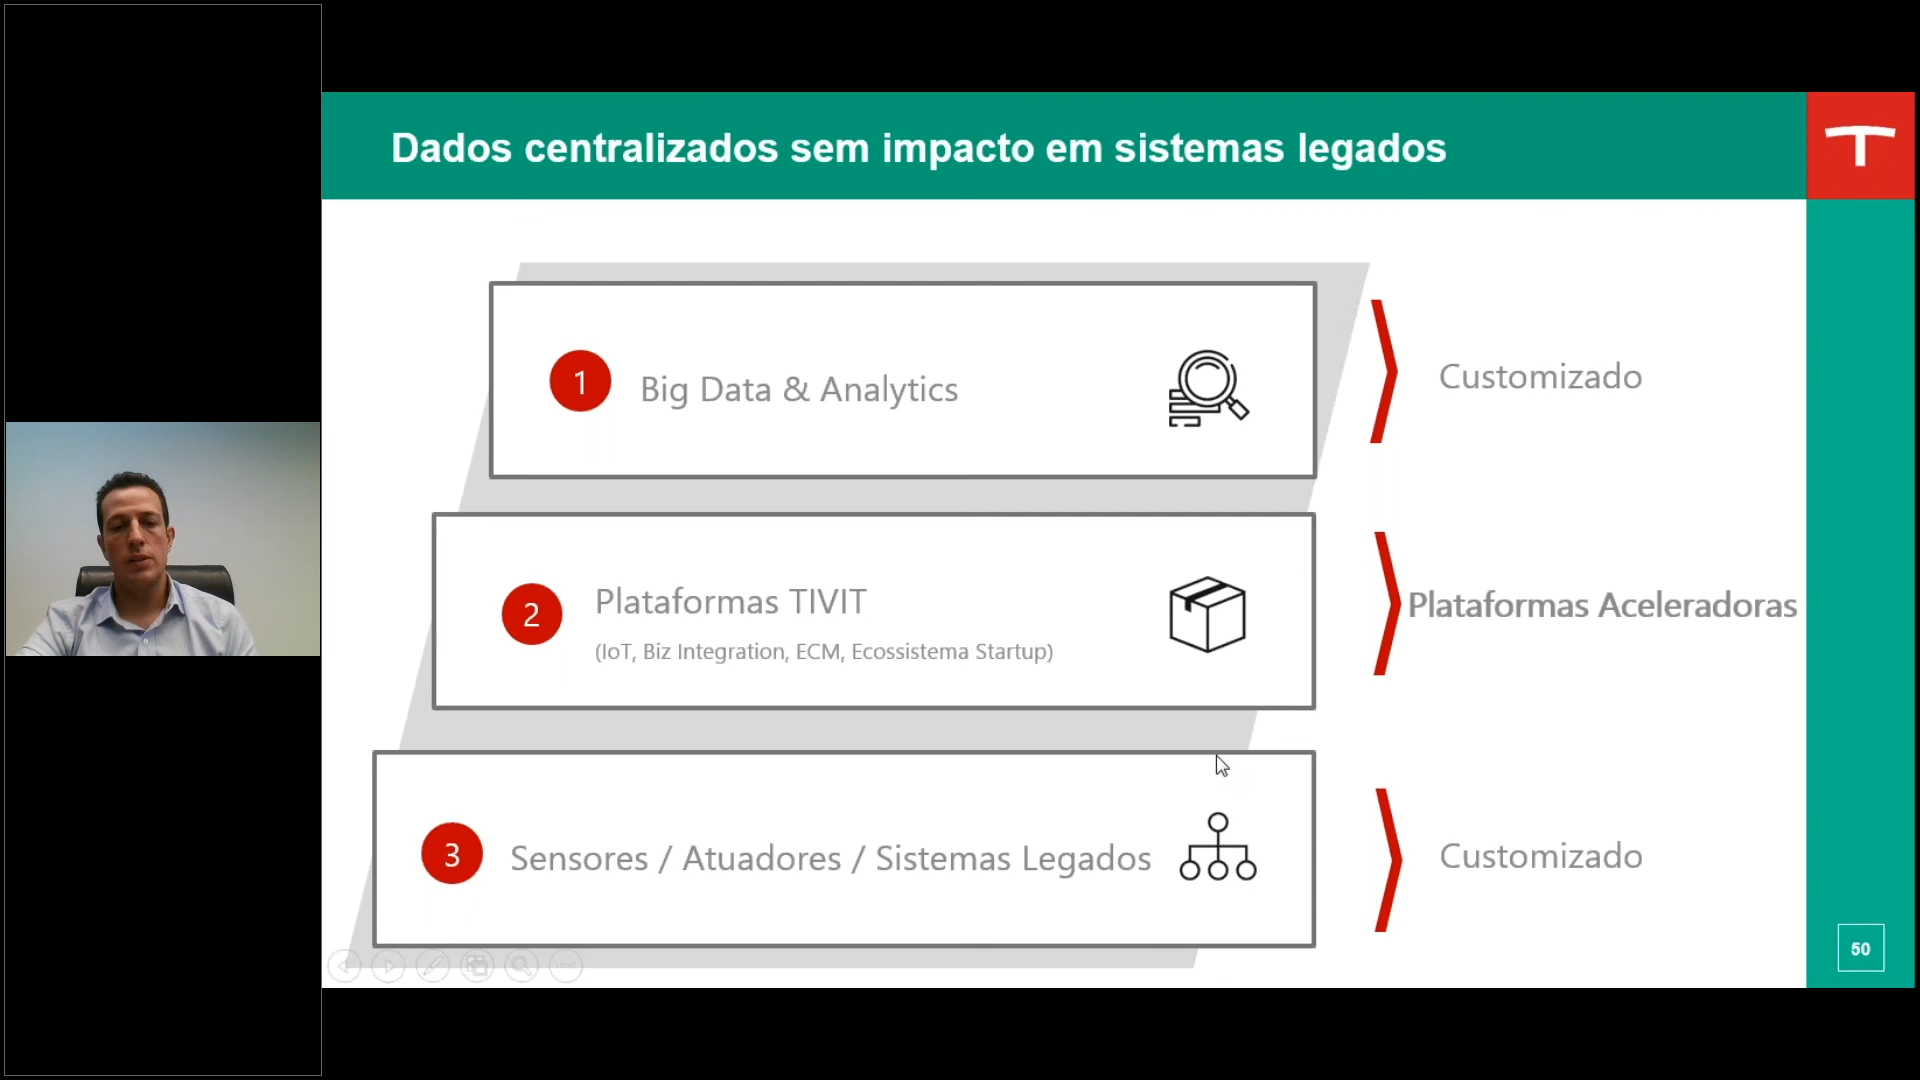 Dados centralizados sem impacto em sistemas legados
T
1
Big Data & Analytics
Customizado
2
Plataformas TIVIT
(IoT, Biz Integration, ECM, Ecossistema Startup)
Plataformas Aceleradoras
3
Sensores / Atuadores / Sistemas Legados
Customizado
50